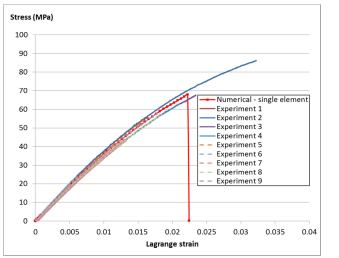 Stress (MPa)
100
90
80
70
60
50
40
30
20
10
0
0 0.005 0.01 0.015 0.02 0.025 0.03 0.035 0.04
Lagrange strain
Numerical - single element
Experiment 1
Experiment 2
Experiment 3
Experiment 4
Experiment 5
Experiment 6
Experiment 7
Experiment 8
Experiment 9